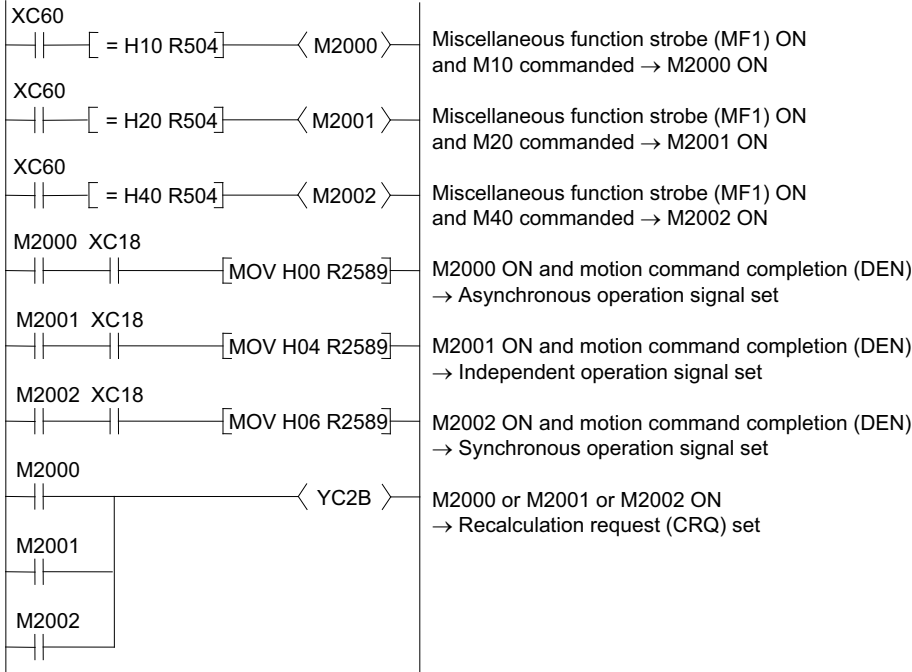 XC60
= H10 R504 M2000 Miscellaneous function strobe (MF1) ON
and M10 commanded → M2000 ON
XC60
= H20 R504 M2001 Miscellaneous function strobe (MF1) ON
and M20 commanded → M2001 ON
XC60
= H40 R504 M2002 Miscellaneous function strobe (MF1) ON
and M40 commanded → M2002 ON
M2000 XC18
MOV H00 R2589 M2000 ON and motion command completion (DEN)
→ Asynchronous operation signal set
M2001 XC18
MOV H04 R2589 M2001 ON and motion command completion (DEN)
→ Independent operation signal set
M2002 XC18
MOV H06 R2589 M2002 ON and motion command completion (DEN)
→ Synchronous operation signal set
M2000
YC2B M2000 or M2001 or M2002 ON
→ Recalculation request (CRQ) set
M2001
M2002